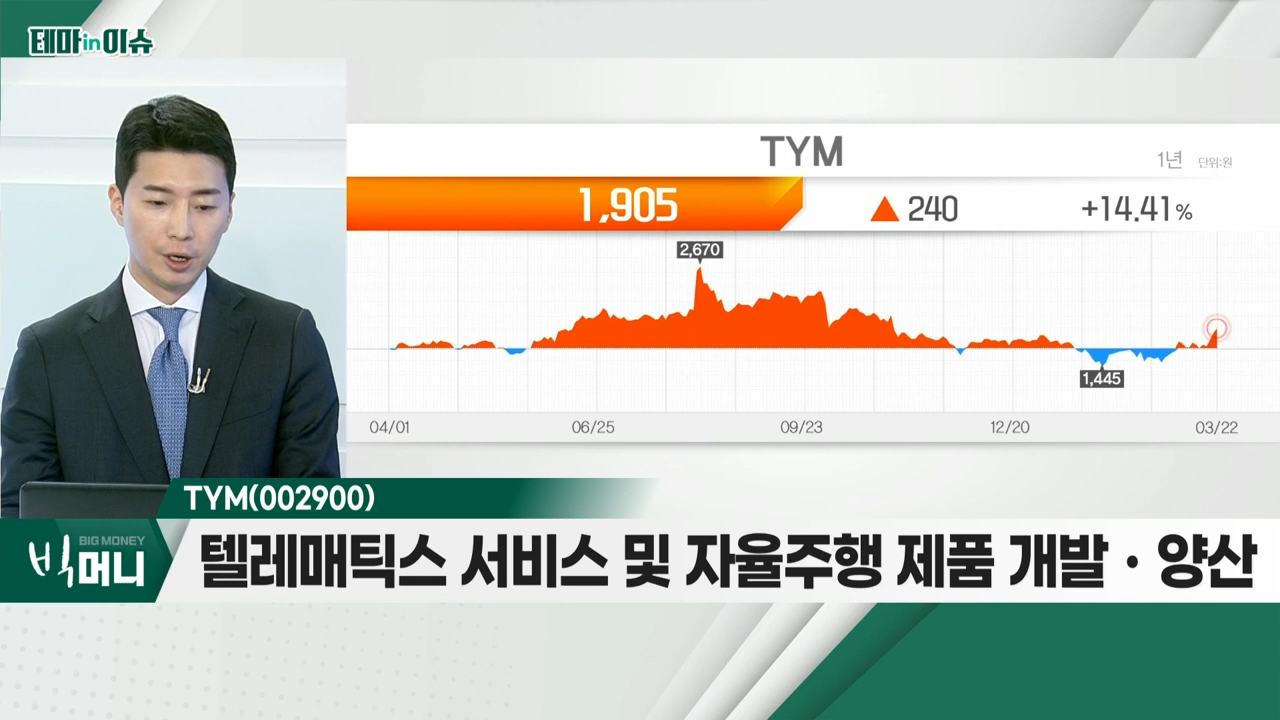 테마in이슈
TYM
1년 단위:원
1,905 ▲ 240 +14.41%
2,670
1,445
04/01 06/25 09/23 12/20 03/22
TYM(002900)
BIG MONEY
빅머니
텔레매틱스 서비스 및 자율주행 제품 개발 · 양산